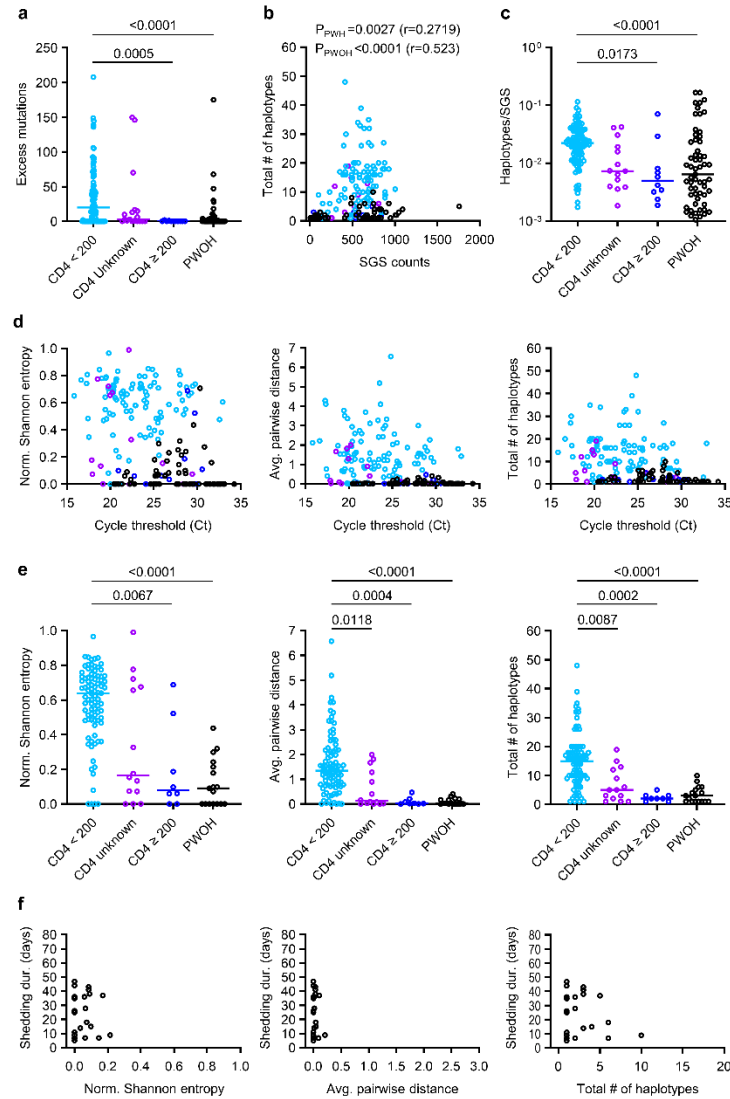 a
<0.0001
0.0005
Excess mutations
250
200
150
100
50
0
CD4 < 200
CD4 Unknown
CD4 ≥ 200
PWOH
b
P PWH =0.0027 (r=0.2719)
P PWOH <0.0001 (r=0.523)
Total # of haplotypes
60
50
40
30
20
10
0
0 500 1000 1500 2000
SGS counts
c
<0.0001
0.0173
Haplotypes/SGS
10⁰
10⁻¹
10⁻²
10⁻³
CD4 < 200
CD4 unknown
CD4 ≥ 200
PWOH
d
Norm. Shannon entropy
1.0
0.8
0.6
0.4
0.2
0.0
15 20 25 30 35
Cycle threshold (Ct)
Avg. pairwise distance
7
6
5
4
3
2
1
0
15 20 25 30 35
Cycle threshold (Ct)
Total # of haplotypes
60
50
40
30
20
10
0
15 20 25 30 35
Cycle threshold (Ct)
e
<0.0001
0.0067
Norm. Shannon entropy
1.0
0.8
0.6
0.4
0.2
0.0
CD4 < 200
CD4 unknown
CD4 ≥ 200
PWOH
<0.0001
0.0004
0.0118
Avg. pairwise distance
7
6
5
4
3
2
1
0
CD4 < 200
CD4 unknown
CD4 ≥ 200
PWOH
<0.0001
0.0002
0.0087
Total # of haplotypes
60
50
40
30
20
10
0
CD4 < 200
CD4 unknown
CD4 ≥ 200
PWOH
f
Shedding dur. (days)
80
70
60
50
40
30
20
10
0
0.0 0.2 0.4 0.6 0.8 1.0
Norm. Shannon entropy
Shedding dur. (days)
80
70
60
50
40
30
20
10
0
0.0 0.5 1.0 1.5 2.0 2.5 3.0
Avg. pairwise distance
Shedding dur. (days)
80
70
60
50
40
30
20
10
0
0 5 10 15 20
Total # of haplotypes